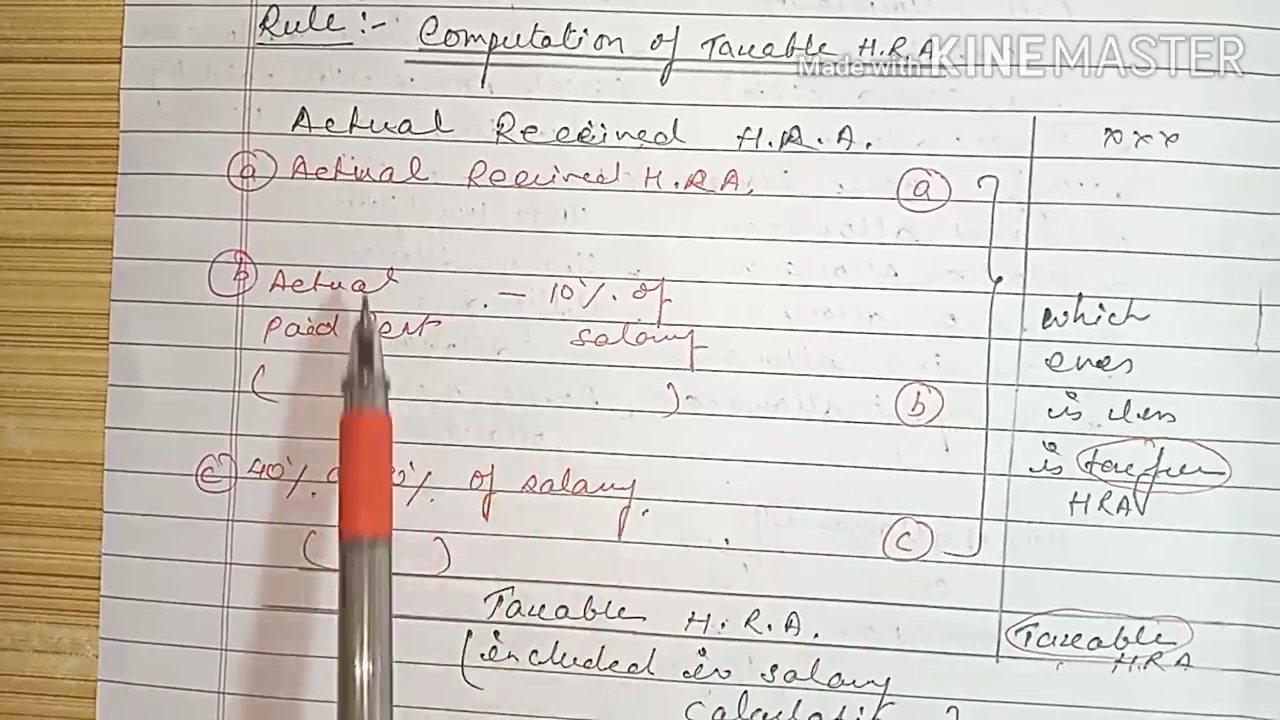 Rule :- Computation of Taxable H.R.A
Made with KINEMASTER
Actual Received H.R.A. xxx
(a) Actual Received H.R.A. (a)
(b) Actual — 10%. of
Paid salary
which
ever
( ) (b) is less
is tax free
HRA
(c) 40%. of salary.
( ) (c)
Taxable H.R.A. Taxable
H.R.A
(included in salary